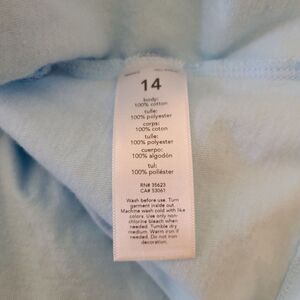 14
body:
100% cotton
tulle:
100% polyester
corps:
100% coton
tulle:
100% polyester
cuerpo:
100% algodón
tul:
100% poliéster
RN# 35623
CA# 53061
Wash before use. Turn
garment inside out.
Machine wash cold with like
colors. Use only non-
chlorine bleach when
needed. Tumble dry
medium. Warm iron if
needed. Do not iron
decoration.